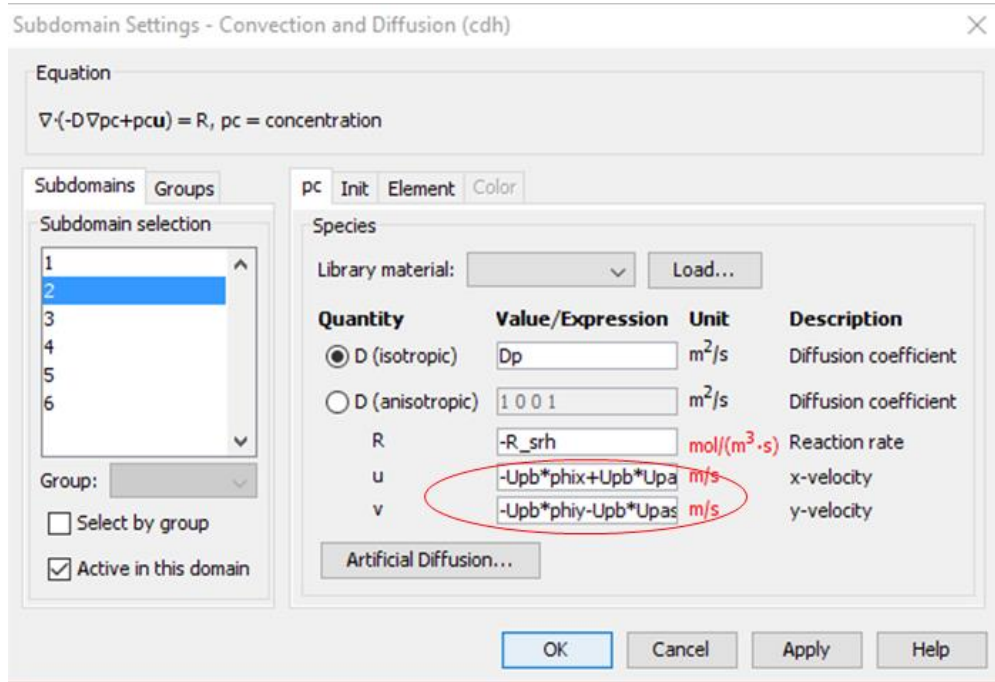 Subdomain Settings - Convection and Diffusion (cdh)
Equation
∇·(-D∇pc+pcu) = R, pc = concentration
Subdomains Groups
Subdomain selection
1
2
3
4
5
6
Group:
Select by group
Active in this domain
pc Init Element Color
Species
Library material: Load...
Quantity Value/Expression Unit Description
D (isotropic) Dp m²/s Diffusion coefficient
D (anisotropic) 1 0 0 1 m²/s Diffusion coefficient
R -R_srh mol/(m³·s) Reaction rate
u -Upb*phix+Upb*Upa m/s x-velocity
v -Upb*phiy-Upb*Upas m/s y-velocity
Artificial Diffusion...
OK Cancel Apply Help